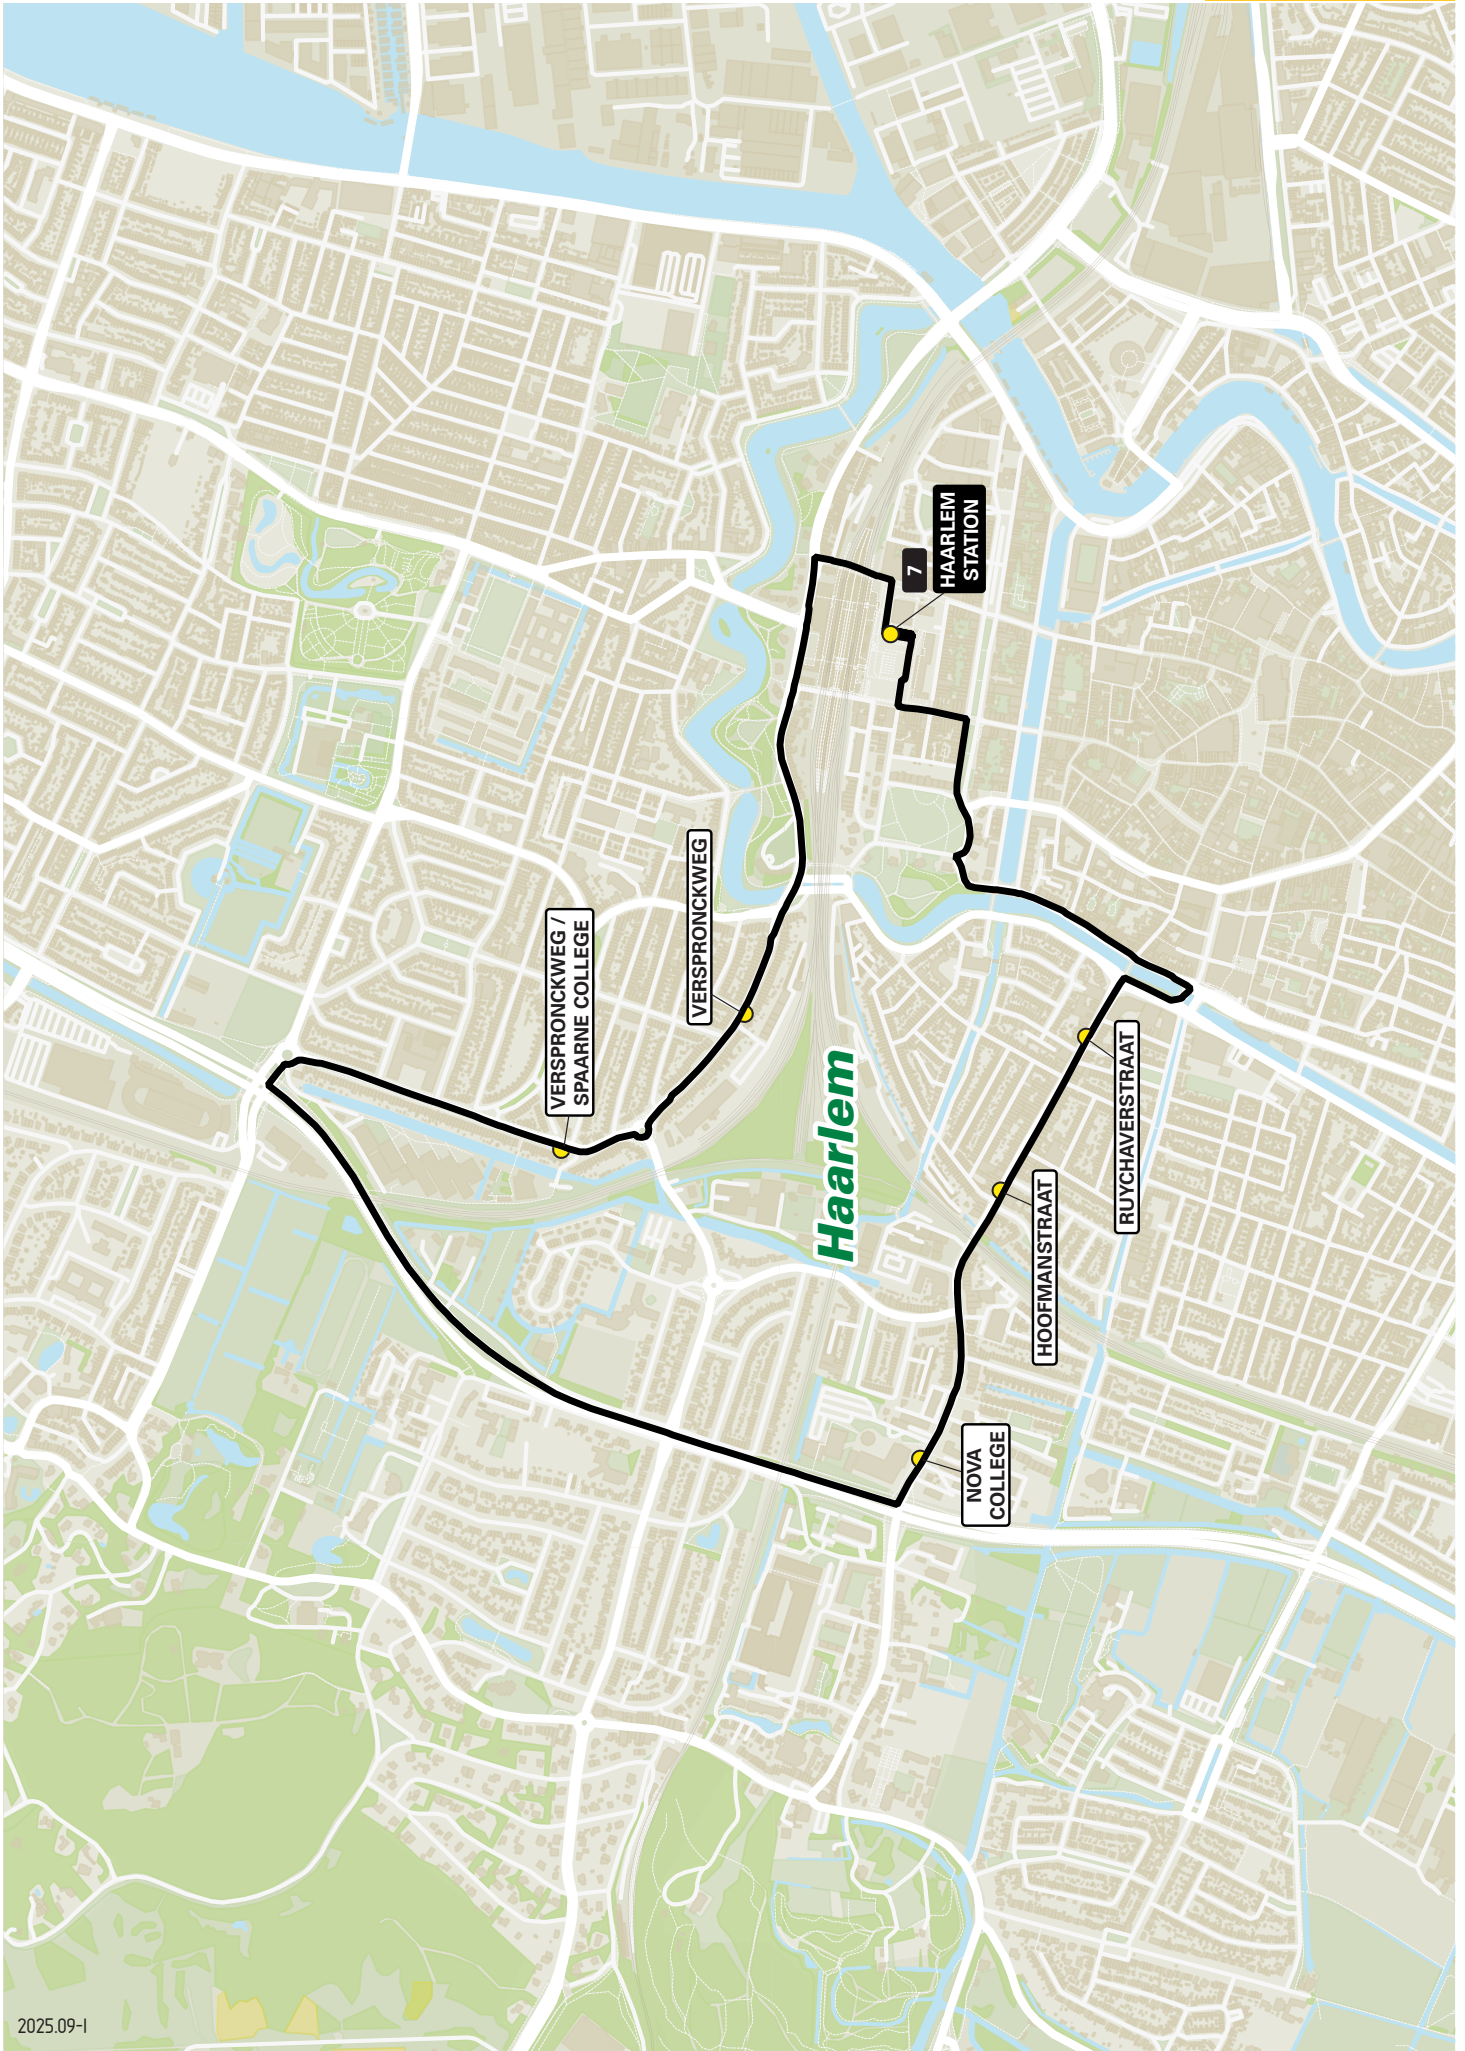 7
HAARLEM
STATION
VERSPRONCKWEG
VERSPRONCKWEG /
SPAARNE COLLEGE
Haarlem
RUYCHAVERSTRAAT
HOOFMANSTRAAT
NOVA
COLLEGE
2025.09-I